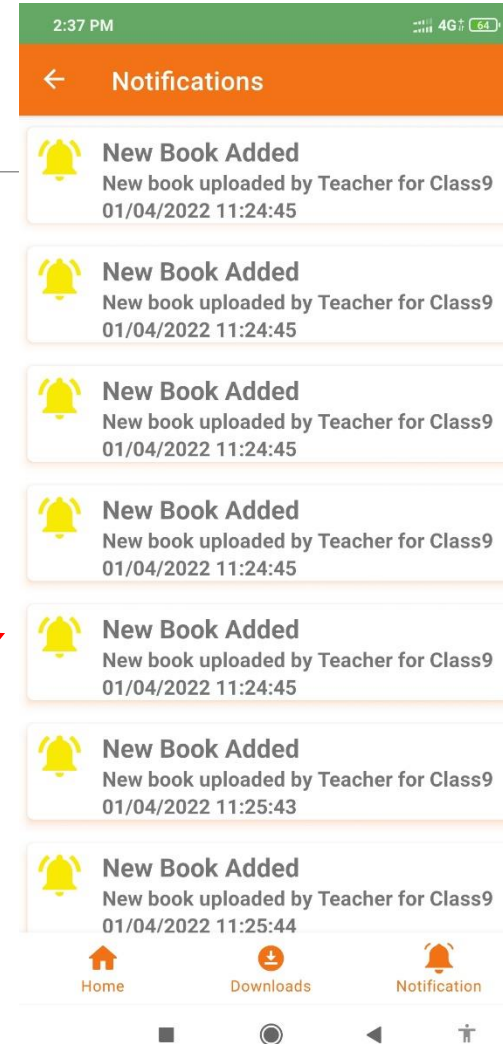 2:37 PM 4G+ 64
Notifications
New Book Added
New book uploaded by Teacher for Class9
01/04/2022 11:24:45
New Book Added
New book uploaded by Teacher for Class9
01/04/2022 11:24:45
New Book Added
New book uploaded by Teacher for Class9
01/04/2022 11:24:45
New Book Added
New book uploaded by Teacher for Class9
01/04/2022 11:24:45
New Book Added
New book uploaded by Teacher for Class9
01/04/2022 11:24:45
New Book Added
New book uploaded by Teacher for Class9
01/04/2022 11:25:43
New Book Added
New book uploaded by Teacher for Class9
01/04/2022 11:25:44
Home Downloads Notification